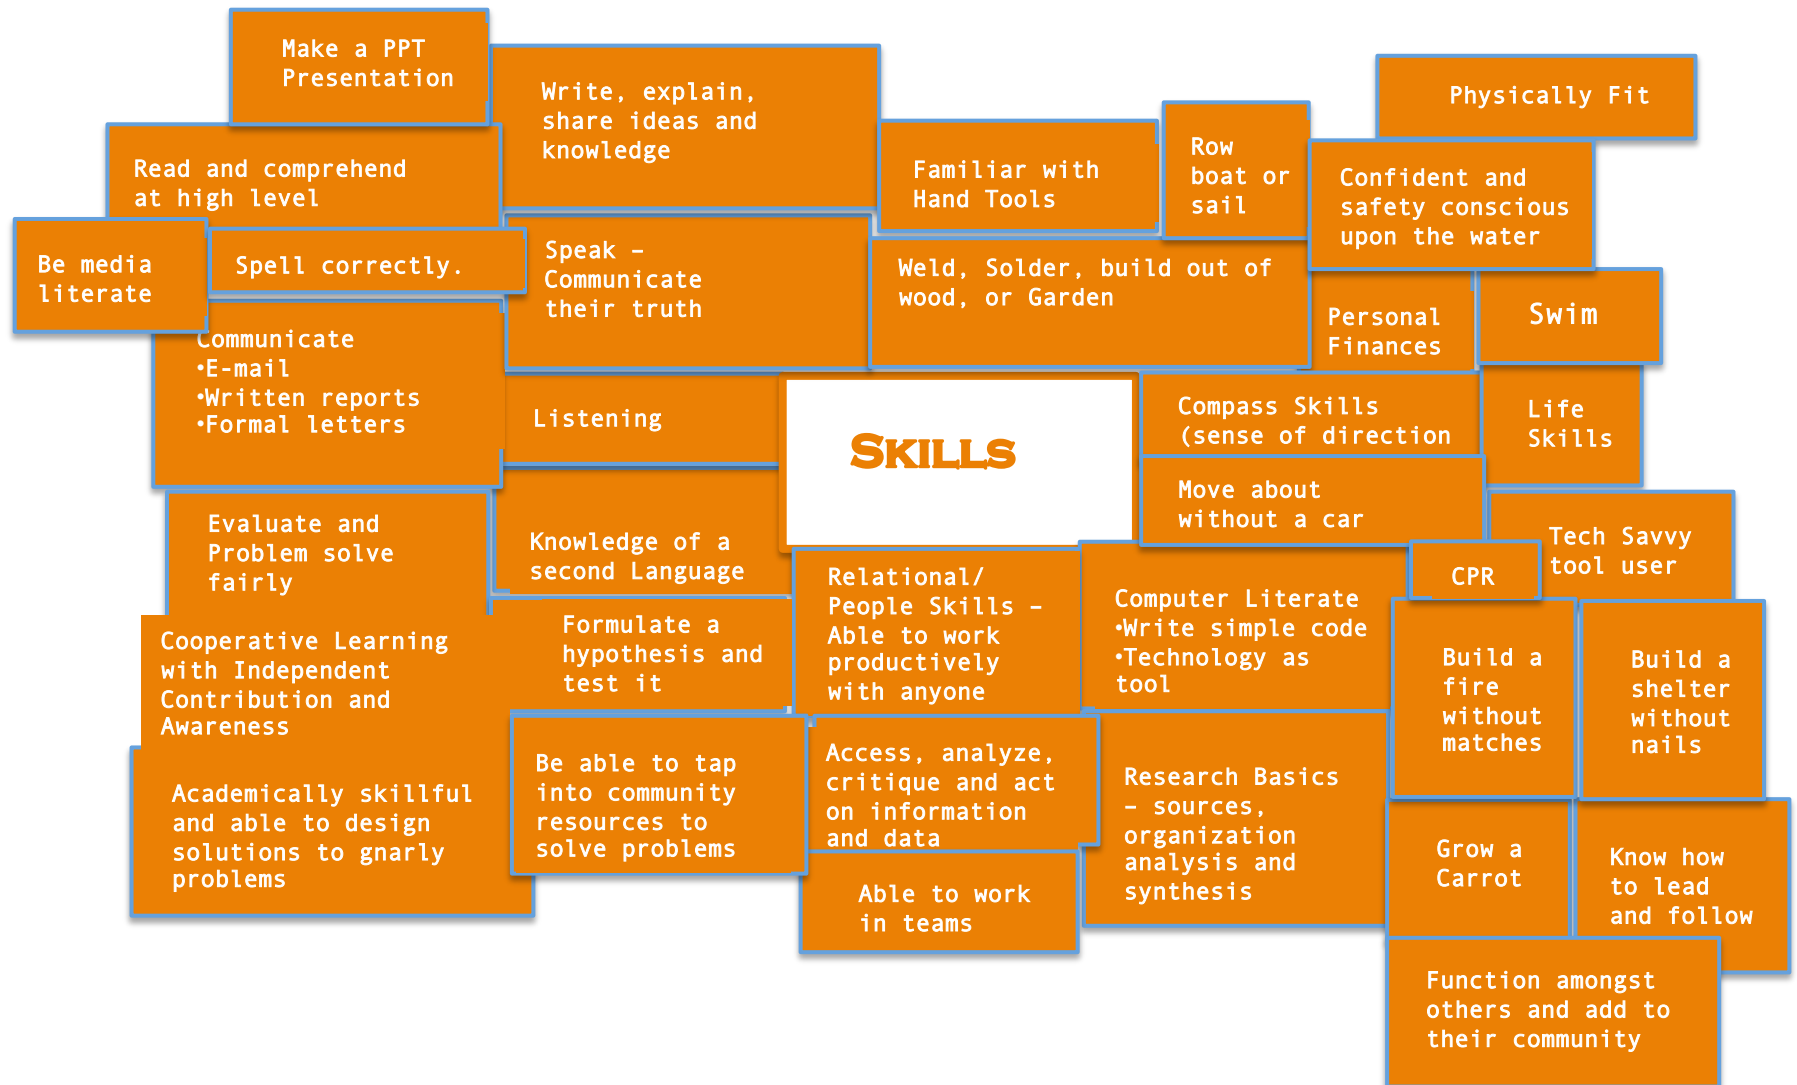 Make a PPT
Presentation
Write, explain,
share ideas and
knowledge
Physically Fit
Read and comprehend
at high level
Familiar with
Hand Tools
Row
boat or
sail
Confident and
safety conscious
upon the water
Be media
literate
Spell correctly.
Speak –
Communicate
their truth
Weld, Solder, build out of
wood, or Garden
Personal
Finances
Swim
Communicate
•E-mail
•Written reports
•Formal letters
Listening
SKILLS
Compass Skills
(sense of direction
Life
Skills
Move about
without a car
Evaluate and
Problem solve
fairly
Knowledge of a
second Language
Tech Savvy
tool user
CPR
Relational/
People Skills –
Able to work
productively
with anyone
Computer Literate
•Write simple code
•Technology as
tool
Cooperative Learning
with Independent
Contribution and
Awareness
Formulate a
hypothesis and
test it
Build a
fire
without
matches
Build a
shelter
without
nails
Academically skillful
and able to design
solutions to gnarly
problems
Be able to tap
into community
resources to
solve problems
Access, analyze,
critique and act
on information
and data
Research Basics
– sources,
organization
analysis and
synthesis
Grow a
Carrot
Know how
to lead
and follow
Able to work
in teams
Function amongst
others and add to
their community